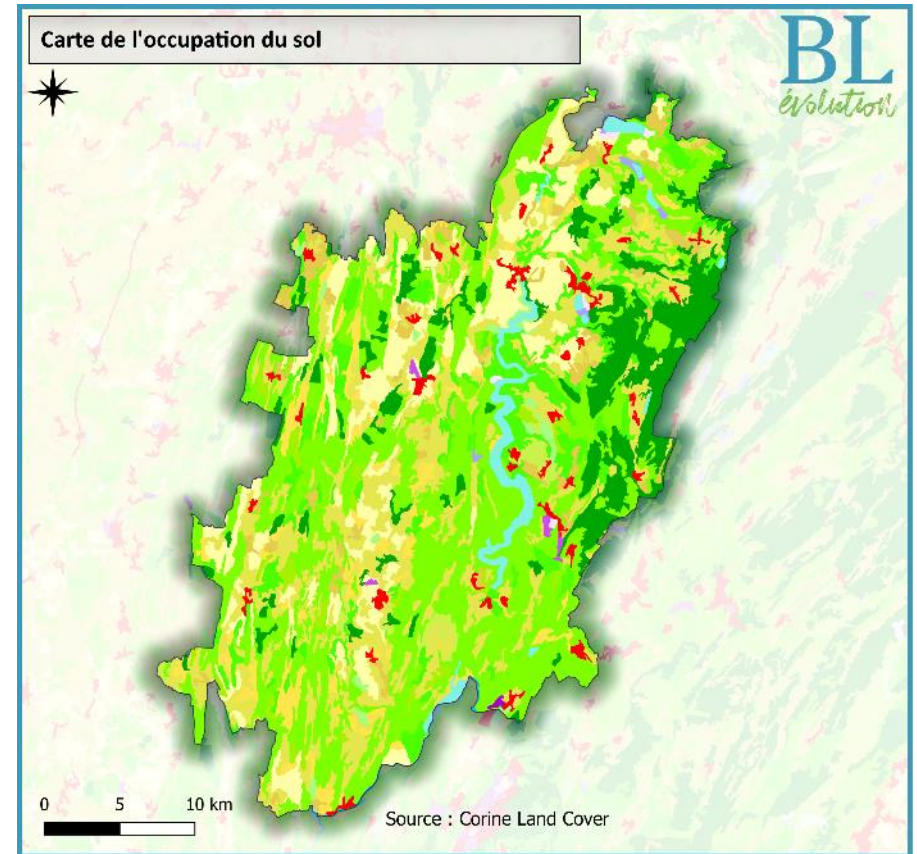 Carte de l'occupation du sol
BL
évolution
0 5 10 km
Source : Corine Land Cover